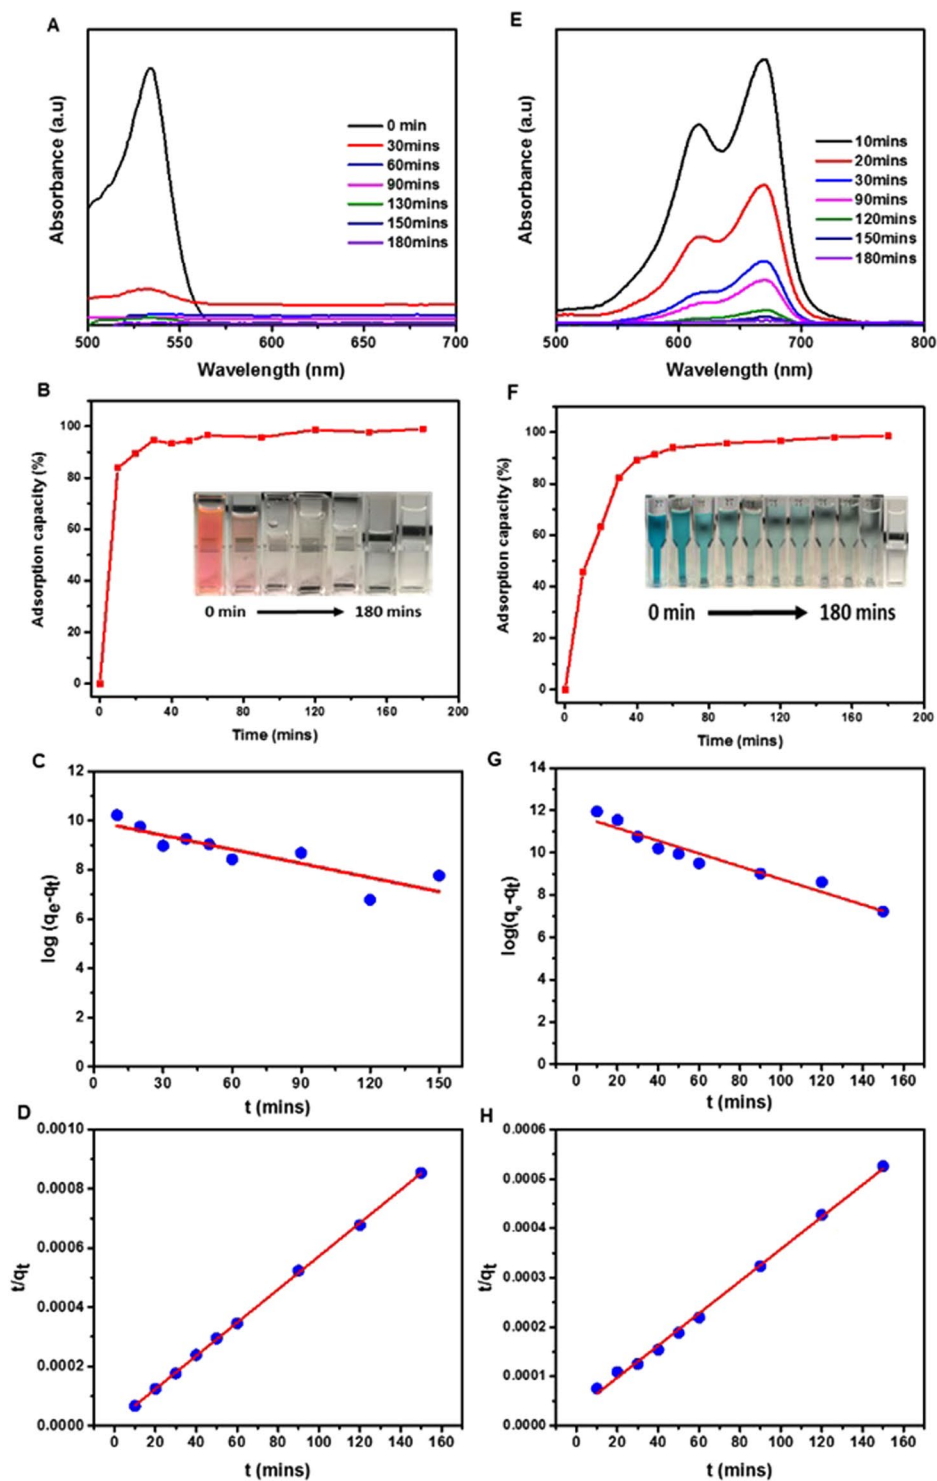 A
Absorbance (a.u)
0 min
30mins
60mins
90mins
130mins
150mins
180mins
500 550 600 650 700
Wavelength (nm)
E
Absorbance (a.u)
10mins
20mins
30mins
90mins
120mins
150mins
180mins
500 600 700 800
Wavelength (nm)
B
Adsorption capacity (%)
100
80
60
40
20
0
0 min 180 mins
0 40 80 120 160 200
Time (mins)
F
Adsorption capacity (%)
100
80
60
40
20
0
0 min 180 mins
0 40 80 120 160 200
Time (mins)
C
log (qe-qt)
12
10
8
6
4
2
0
0 30 60 90 120 150
t (mins)
G
log(qe-qt)
14
12
10
8
6
4
2
0
0 20 40 60 80 100 120 140 160
t (mins)
D
t/qt
0.0010
0.0008
0.0006
0.0004
0.0002
0.0000
0 20 40 60 80 100 120 140 160
t (mins)
H
t/qt
0.0006
0.0005
0.0004
0.0003
0.0002
0.0001
0.0000
0 20 40 60 80 100 120 140 160
t (mins)